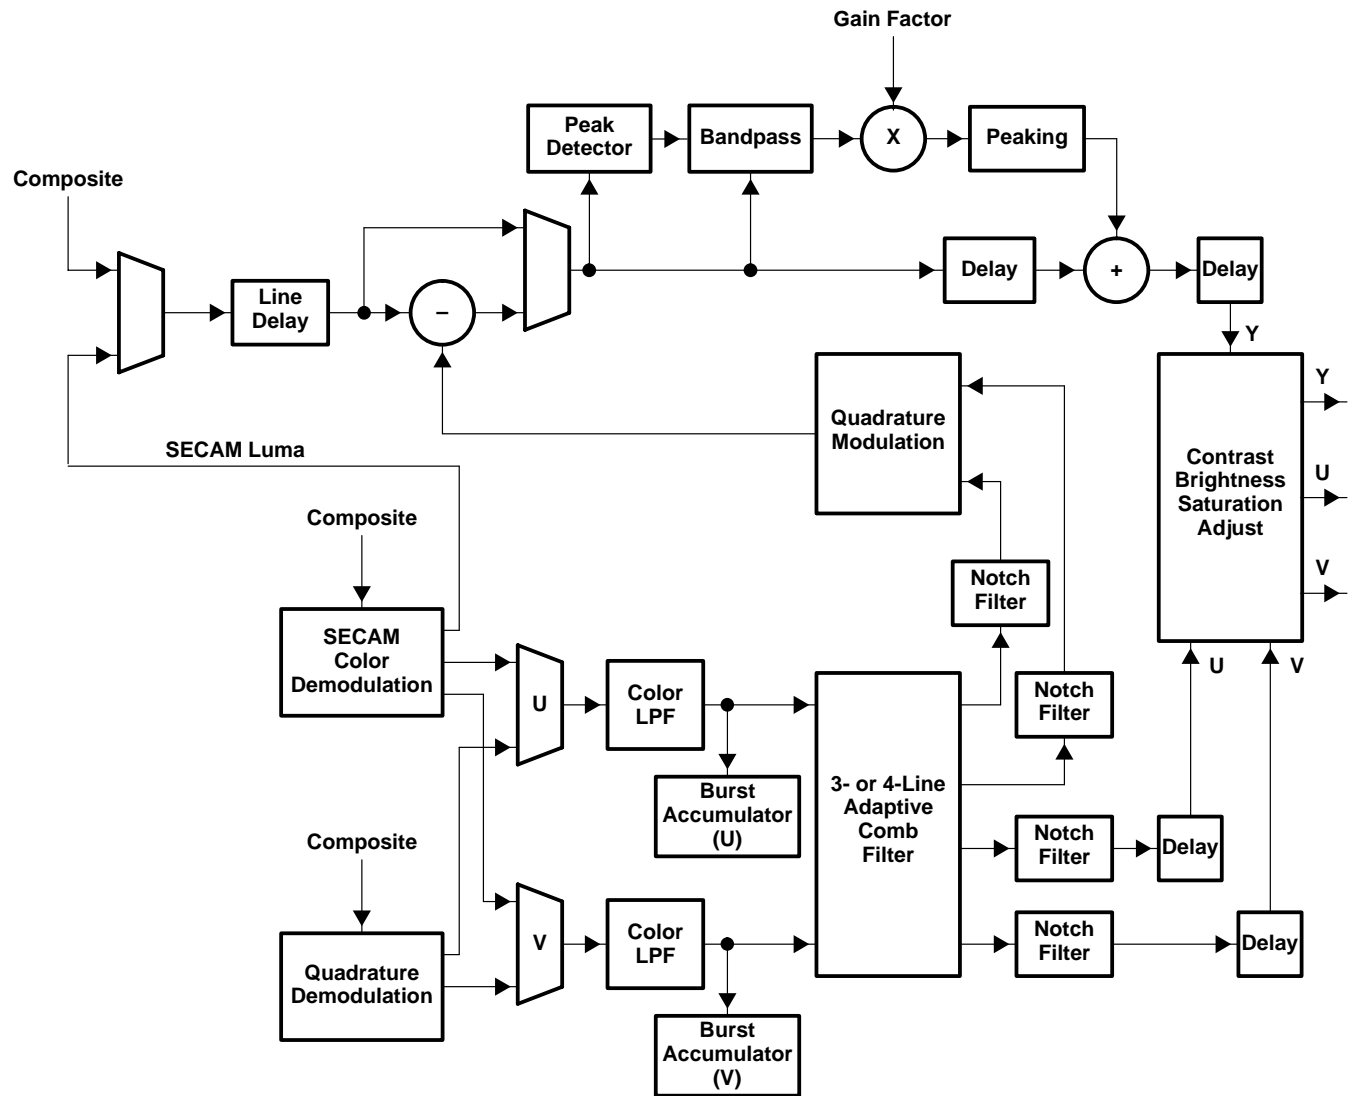 Gain Factor
Peak
Detector
Bandpass
X
Peaking
Composite
Line
Delay
–
Delay
+
Delay
Y
Quadrature
Modulation
Contrast
Brightness
Saturation
Adjust
Y
U
V
SECAM Luma
Composite
SECAM
Color
Demodulation
U
Color
LPF
Burst
Accumulator
(U)
3- or 4-Line
Adaptive
Comb
Filter
Notch
Filter
Notch
Filter
U
V
Notch
Filter
Delay
Composite
Quadrature
Demodulation
V
Color
LPF
Burst
Accumulator
(V)
Notch
Filter
Delay